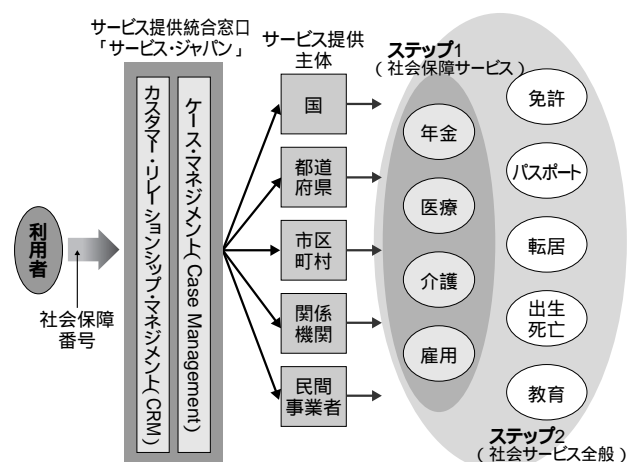 サービス提供統合窓口
「サービス・ジャパン」
サービス提供
主体
ステップ1
(社会保障サービス)
利用者
社会保障
番号
カスタマー・リレーションシップ・マネジメント(CRM)
ケース・マネジメント(Case Management)
国
都道
府県
市区
町村
関係
機関
民間
事業者
年金
医療
介護
雇用
免許
パスポート
転居
出生
死亡
教育
ステップ2
(社会サービス全般)